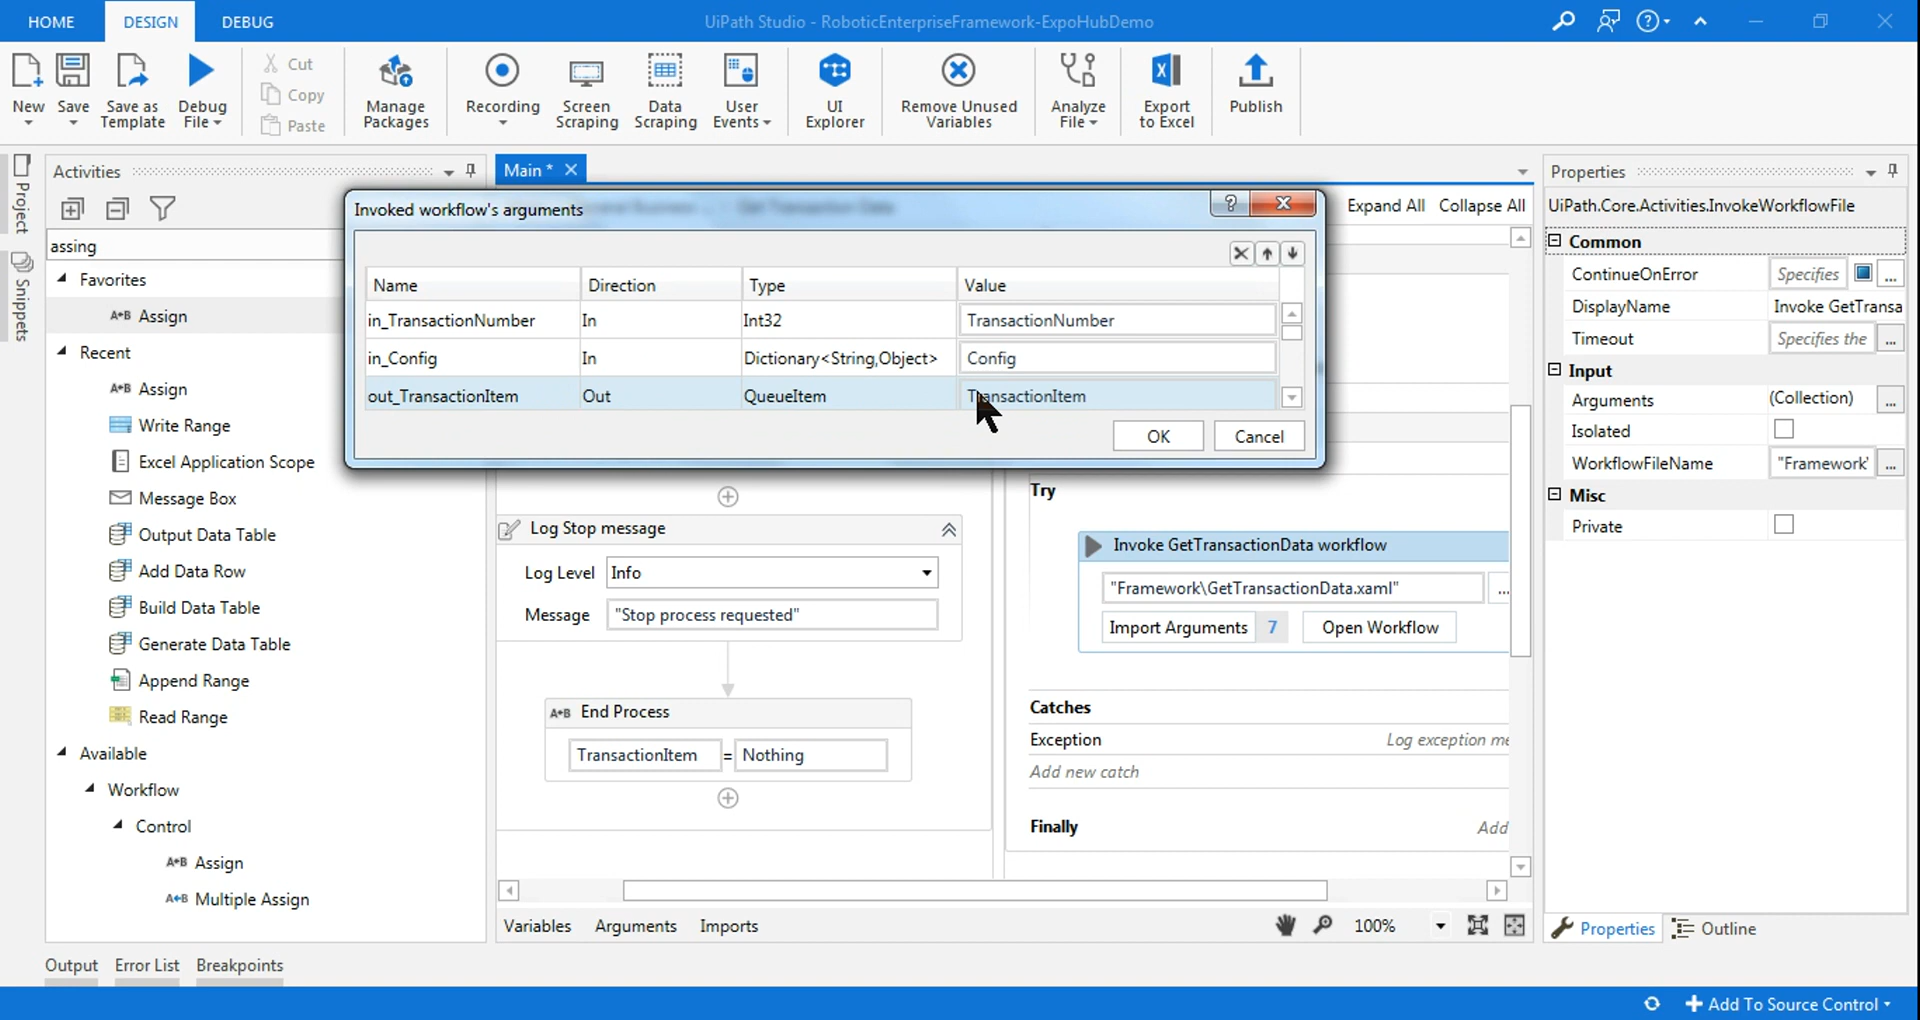 HOME DESIGN DEBUG UiPath Studio - RoboticEnterpriseFramework-ExpoHubDemo
New Save Save as Template Debug File
Cut
Copy
Paste
Manage Packages
Recording
Screen Scraping
Data Scraping
User Events
UI Explorer
Remove Unused Variables
Analyze File
Export to Excel
Publish
Project
Snippets
Activities
assing
Favorites
A*B Assign
Recent
A*B Assign
Write Range
Excel Application Scope
Message Box
Output Data Table
Add Data Row
Build Data Table
Generate Data Table
Append Range
Read Range
Available
Workflow
Control
A*B Assign
A*B Multiple Assign
Main *
Expand All Collapse All
Invoked workflow's arguments
Name Direction Type Value
in_TransactionNumber In Int32 TransactionNumber
in_Config In Dictionary<String,Object> Config
out_TransactionItem Out QueueItem TransactionItem
OK Cancel
Log Stop message
Log Level Info
Message "Stop process requested"
A*B End Process
TransactionItem = Nothing
Try
Invoke GetTransactionData workflow
"Framework\GetTransactionData.xaml" ...
Import Arguments 7 Open Workflow
Catches
Exception Log exception me
Add new catch
Finally Add
Variables Arguments Imports 100%
Properties
UiPath.Core.Activities.InvokeWorkflowFile
Common
ContinueOnError Specifies ...
DisplayName Invoke GetTransa
Timeout Specifies the ...
Input
Arguments (Collection) ...
Isolated
WorkflowFileName "Framework\ ...
Misc
Private
Properties Outline
Output Error List Breakpoints
Add To Source Control